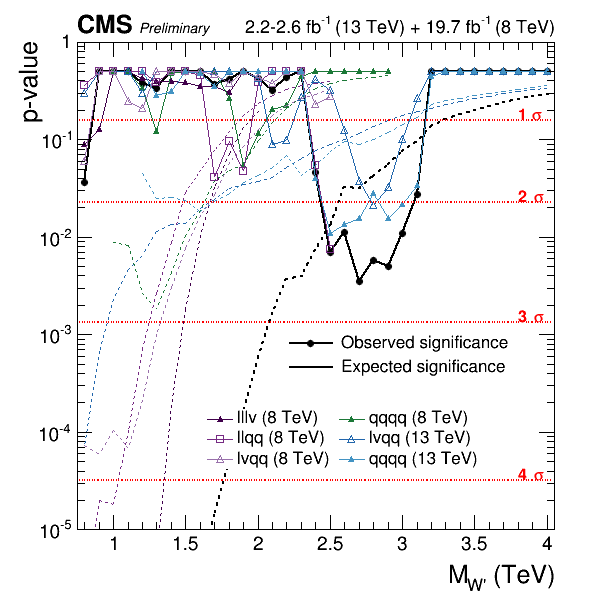 CMS Preliminary 2.2-2.6 fb⁻¹ (13 TeV) + 19.7 fb⁻¹ (8 TeV)
p-value
1
10⁻¹
10⁻²
10⁻³
10⁻⁴
10⁻⁵
1 σ
2 σ
3 σ
4 σ
Observed significance
Expected significance
lllν (8 TeV) qqqq (8 TeV)
llqq (8 TeV) lνqq (13 TeV)
lνqq (8 TeV) qqqq (13 TeV)
1 1.5 2 2.5 3 3.5 4
M_W' (TeV)